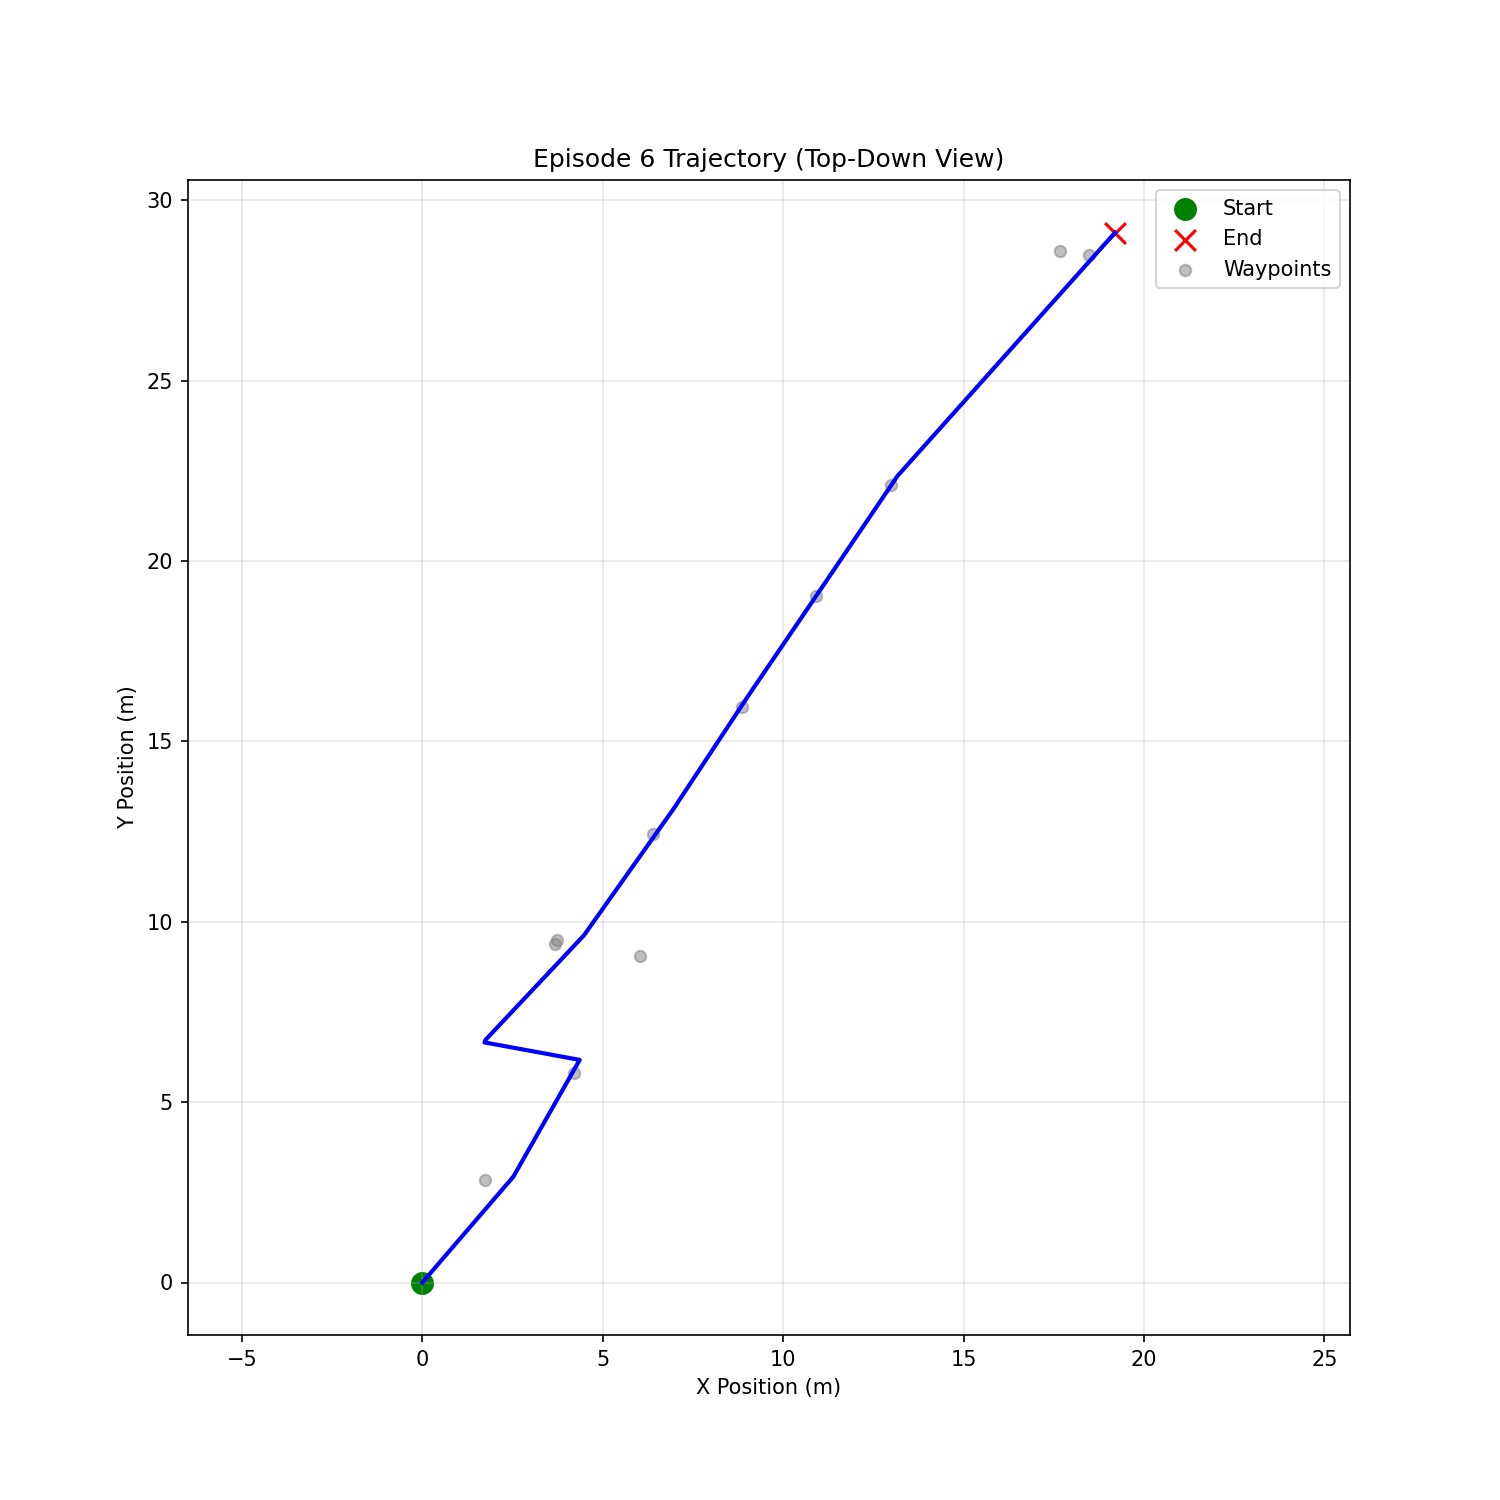 Episode 6 Trajectory (Top-Down View)
Start
End
Waypoints
30
25
20
15
10
5
0
Y Position (m)
−5 0 5 10 15 20 25
X Position (m)